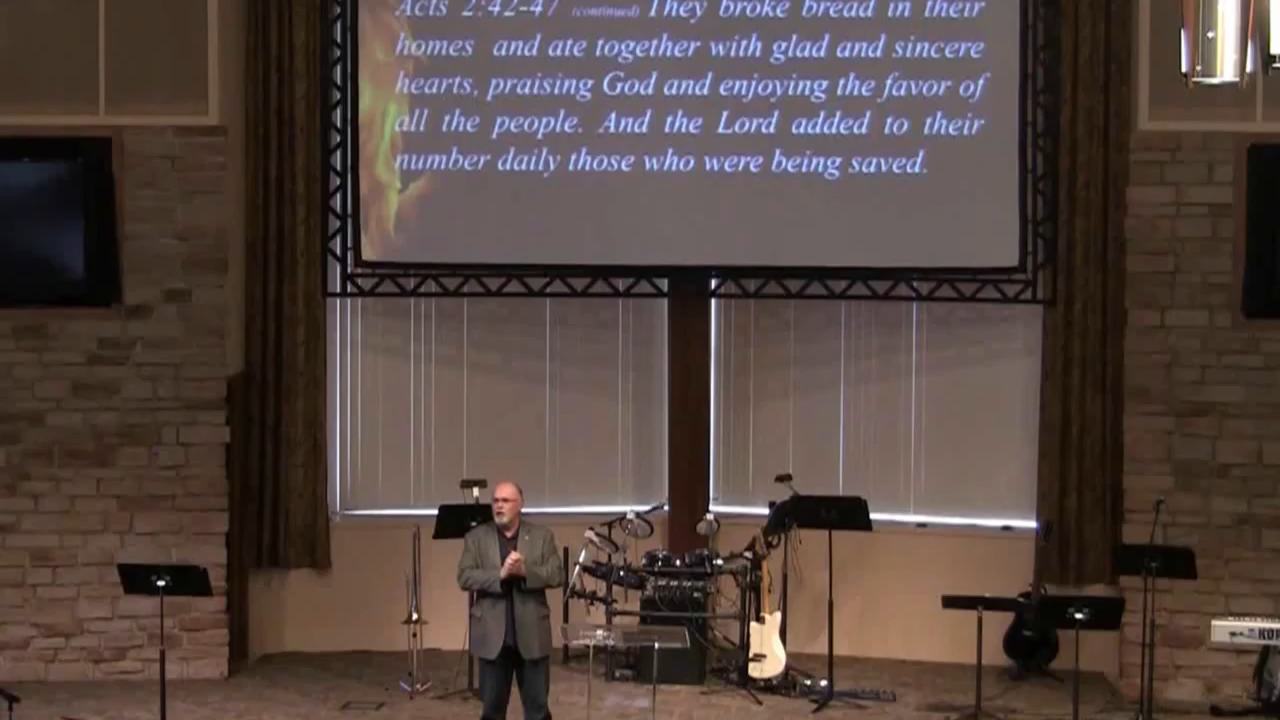 Acts 2:42-47 (continued) They broke bread in their
homes and ate together with glad and sincere
hearts, praising God and enjoying the favor of
all the people. And the Lord added to their
number daily those who were being saved.